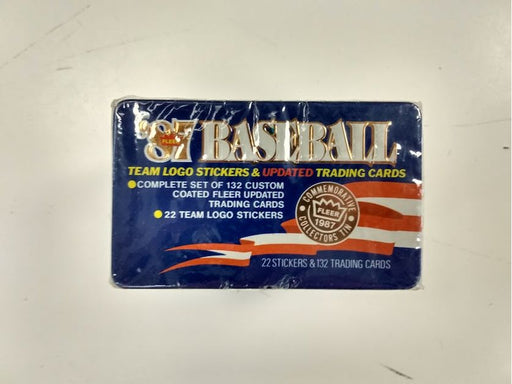 '87 BASEBALL
FLEER
TEAM LOGO STICKERS & UPDATED TRADING CARDS
COMPLETE SET OF 132 CUSTOM
COATED FLEER UPDATED
TRADING CARDS
22 TEAM LOGO STICKERS
COMMEMORATIVE
FLEER
1987
COLLECTORS TIN
22 STICKERS & 132 TRADING CARDS